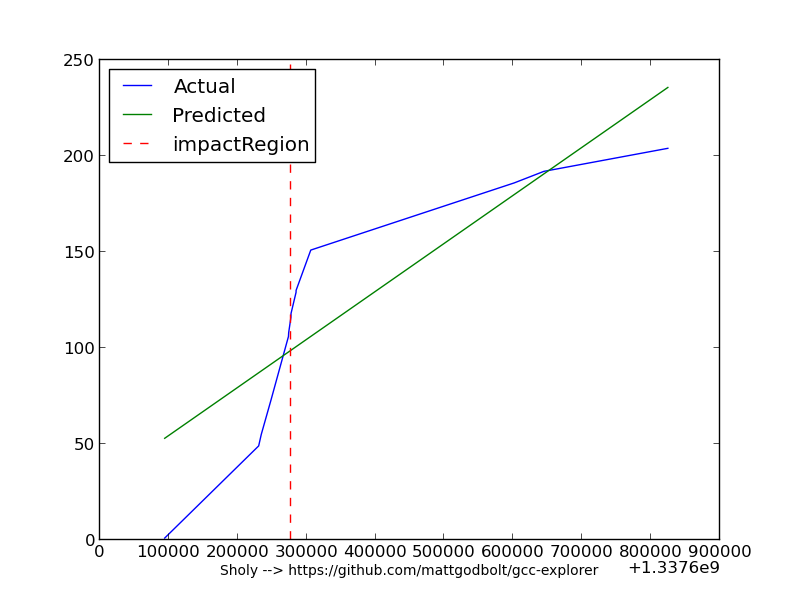 250
Actual
Predicted
impactRegion
200
150
100
50
0
0 100000 200000 300000 400000 500000 600000 700000 800000 900000
Sholy --> https://github.com/mattgodbolt/gcc-explorer +1.3376e9